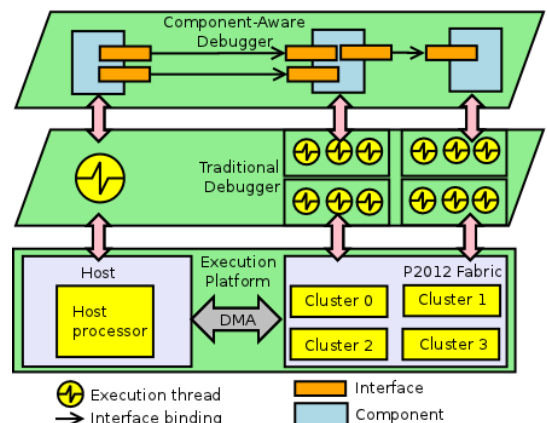 Component-Aware
Debugger
Traditional
Debugger
Host
Execution
Platform
P2012 Fabric
Host
processor
DMA
Cluster 0
Cluster 1
Cluster 2
Cluster 3
Execution thread
Interface
Interface binding
Component